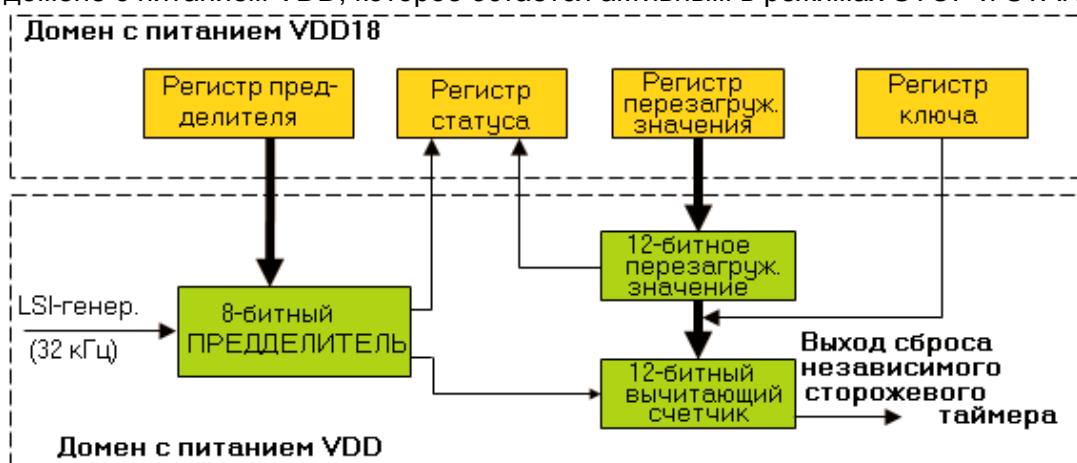 Домен с питанием VDD18
Регистр пред-
делителя
Регистр
статуса
Регистр
перезагруж.
значения
Регистр
ключа
12-битное
перезагруж.
значение
LSI-генер.
(32 кГц)
8-битный
ПРЕДДЕЛИТЕЛЬ
12-битный
вычитающий
счетчик
Выход сброса
независимого
сторожевого
таймера
Домен с питанием VDD